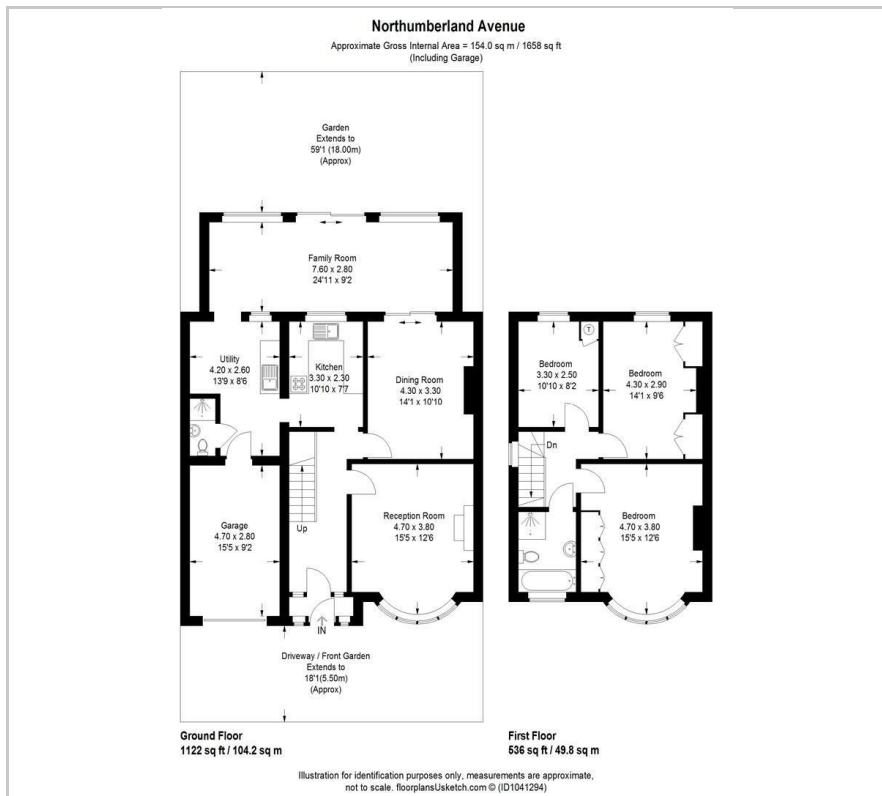 Northumberland Avenue
Approximate Gross Internal Area = 154.0 sq m / 1658 sq ft
(Including Garage)
Garden
Extends to
59'1 (18.00m)
(Approx)
Family Room
7.60 x 2.80
24'11 x 9'2
Utility
4.20 x 2.60
13'9 x 8'6
Kitchen
3.30 x 2.30
10'10 x 7'7
Dining Room
4.30 x 3.30
14'1 x 10'10
Garage
4.70 x 2.80
15'5 x 9'2
Up
Reception Room
4.70 x 3.80
15'5 x 12'6
IN
Driveway / Front Garden
Extends to
18'1(5.50m)
(Approx)
Ground Floor
1122 sq ft / 104.2 sq m
T
Bedroom
3.30 x 2.50
10'10 x 8'2
Bedroom
4.30 x 2.90
14'1 x 9'6
Dn
Bedroom
4.70 x 3.80
15'5 x 12'6
First Floor
536 sq ft / 49.8 sq m
Illustration for identification purposes only, measurements are approximate,
not to scale. floorplansUsketch.com © (ID1041294)